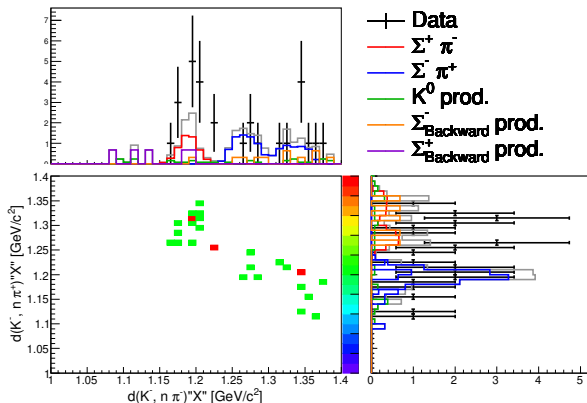 7
6
5
4
3
2
1
0
Data
Σ⁺ π⁻
Σ⁻ π⁺
K⁰ prod.
Σ⁻Backward prod.
Σ⁺Backward prod.
d(K⁻, n π⁺)"X" [GeV/c²]
1.4
1.35
1.3
1.25
1.2
1.15
1.1
1.05
1
1 1.05 1.1 1.15 1.2 1.25 1.3 1.35 1.4
d(K⁻, n π⁻)"X" [GeV/c²]
0 1 2 3 4 5